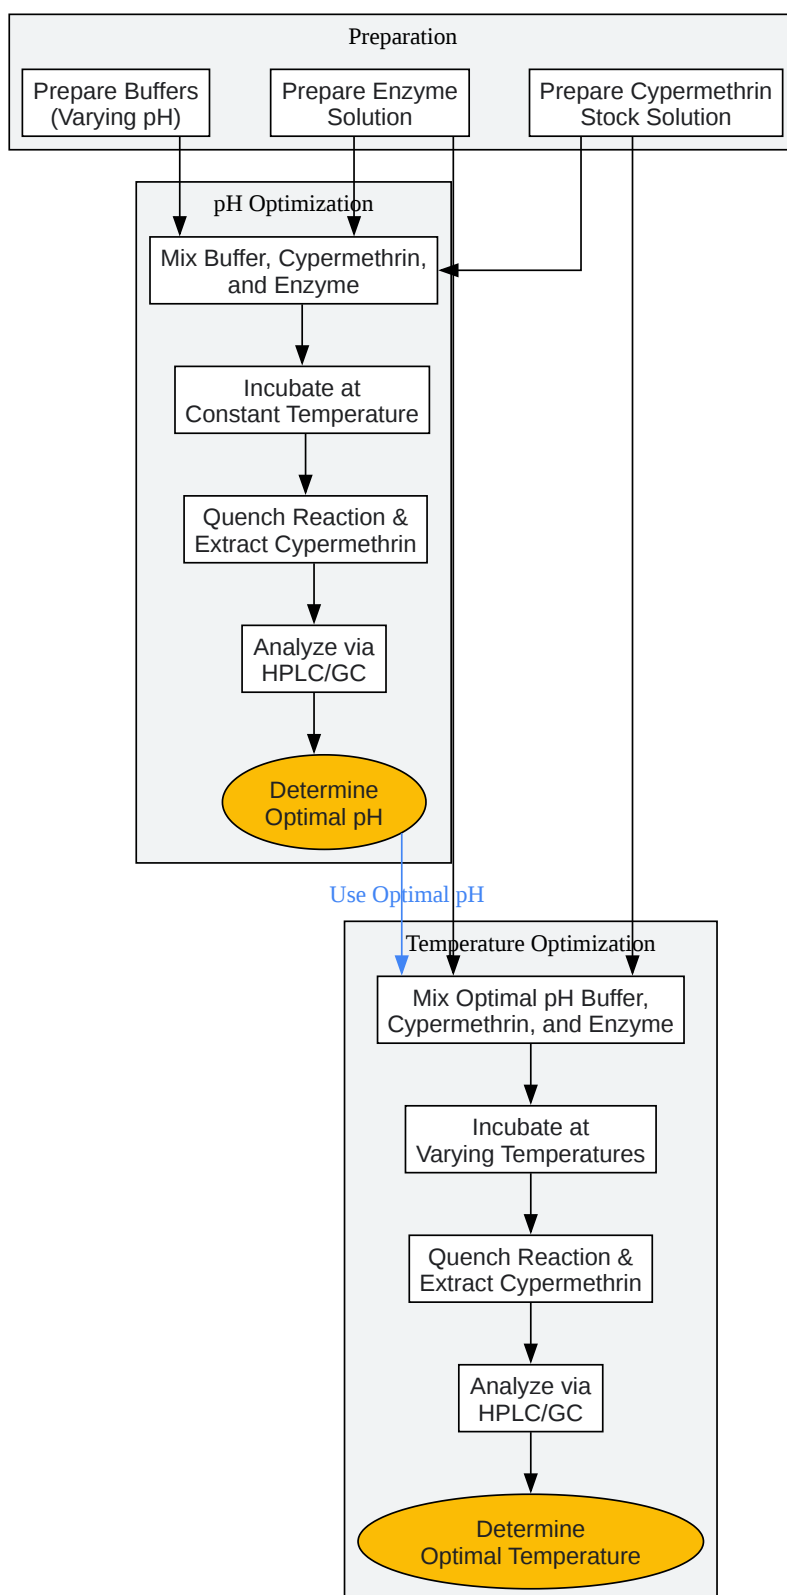 Preparation
Prepare Buffers
(Varying pH)
Prepare Enzyme
Solution
Prepare Cypermethrin
Stock Solution
pH Optimization
Mix Buffer, Cypermethrin,
and Enzyme
Incubate at
Constant Temperature
Quench Reaction &
Extract Cypermethrin
Analyze via
HPLC/GC
Determine
Optimal pH
Use Optimal pH
Temperature Optimization
Mix Optimal pH Buffer,
Cypermethrin, and Enzyme
Incubate at
Varying Temperatures
Quench Reaction &
Extract Cypermethrin
Analyze via
HPLC/GC
Determine
Optimal Temperature